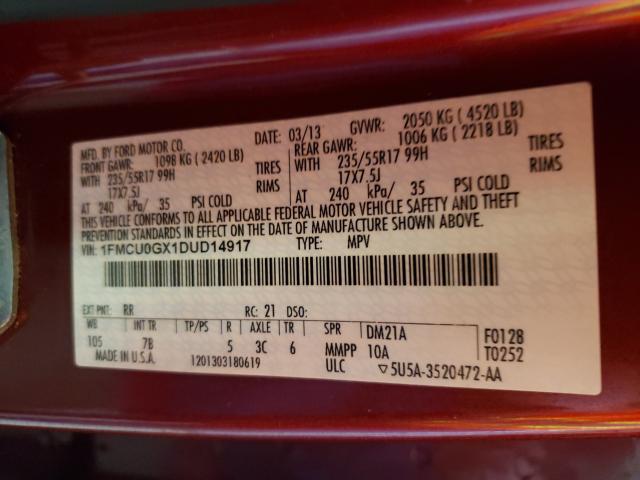 MFD. BY FORD MOTOR CO. DATE: 03/13 GVWR: 2050 KG ( 4520 LB)
FRONT GAWR: 1098 KG ( 2420 LB) REAR GAWR: 1006 KG ( 2218 LB)
WITH 235/55R17 99H TIRES WITH 235/55R17 99H TIRES
17X7.5J RIMS 17X7.5J RIMS
AT 240 kPa/ 35 PSI COLD AT 240 kPa/ 35 PSI COLD
THIS VEHICLE CONFORMS TO ALL APPLICABLE FEDERAL MOTOR VEHICLE SAFETY AND THEFT
PREVENTION STANDARDS IN EFFECT ON THE DATE OF MANUFACTURE SHOWN ABOVE.
VIN: 1FMCU0GX1DUD14917 TYPE: MPV
EXT PNT: RR RC: 21 DSO:
WB INT TR TP/PS R AXLE TR SPR DM21A F0128
105 7B 5 3C 6 MMPP 10A T0252
MADE IN U.S.A. 1201303180619 ULC ▽5U5A-3520472-AA